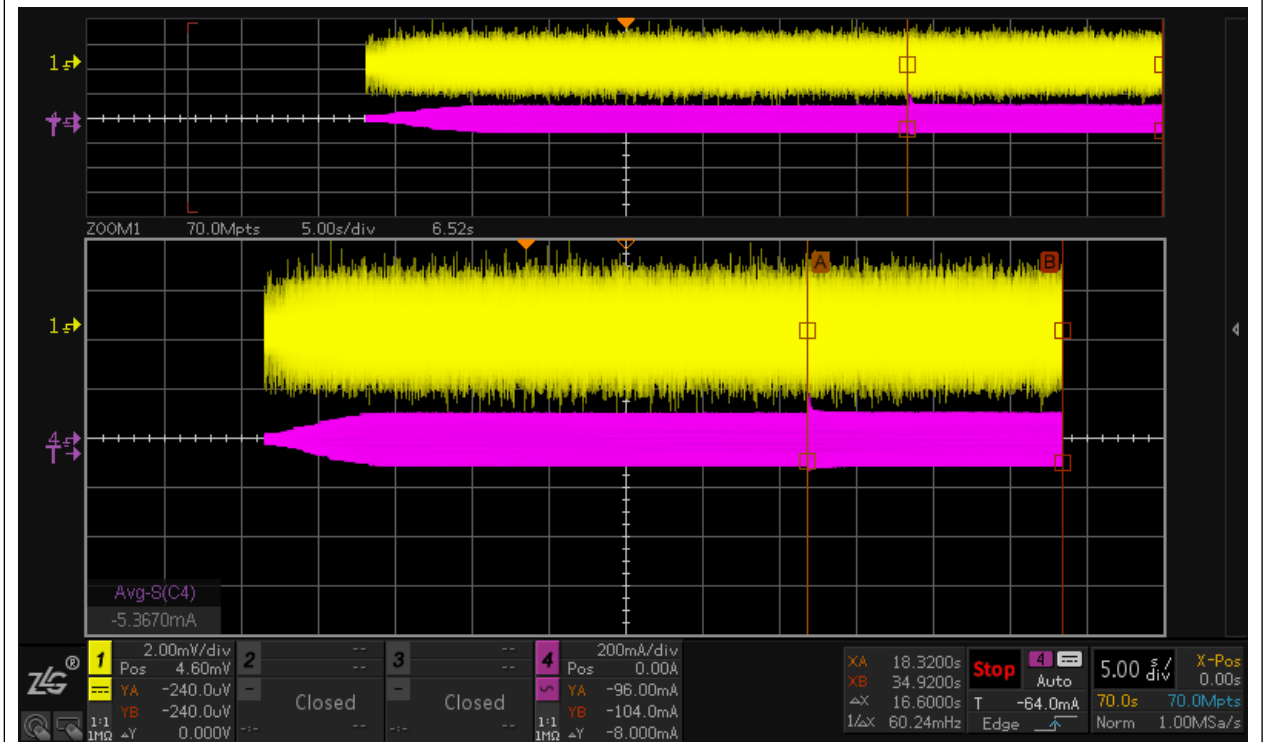 1
4
T
ZOOM1 70.0Mpts 5.00s/div 6.52s
A B
1
4
T
Avg-S(C4)
-5.3670mA
ZLG®
1 2.00mV/div
Pos 4.60mV
YA -240.0uV
YB -240.0uV
1:1
1MΩ △Y 0.000V
2 --
--
Closed
-:- --
3 --
--
Closed
-:- --
4 200mA/div
Pos 0.00A
YA -96.00mA
YB -104.0mA
1:1
1MΩ △Y -8.000mA
XA 18.3200s
XB 34.9200s
△X 16.6000s
1/△X 60.24mHz
Stop 4
Auto
T -64.0mA
Edge
5.00 s/div
X-Pos
0.00s
70.0s 70.0Mpts
Norm 1.00MSa/s